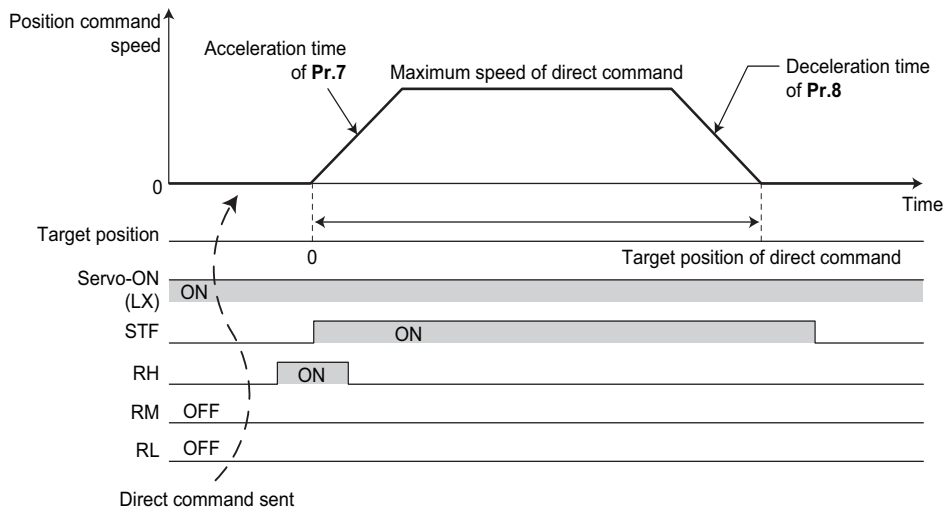 Position command
speed
Acceleration time
of Pr.7
Maximum speed of direct command
Deceleration time
of Pr.8
0
Time
Target position
0
Target position of direct command
Servo-ON
(LX)
ON
STF
ON
RH
ON
RM
OFF
RL
OFF
Direct command sent